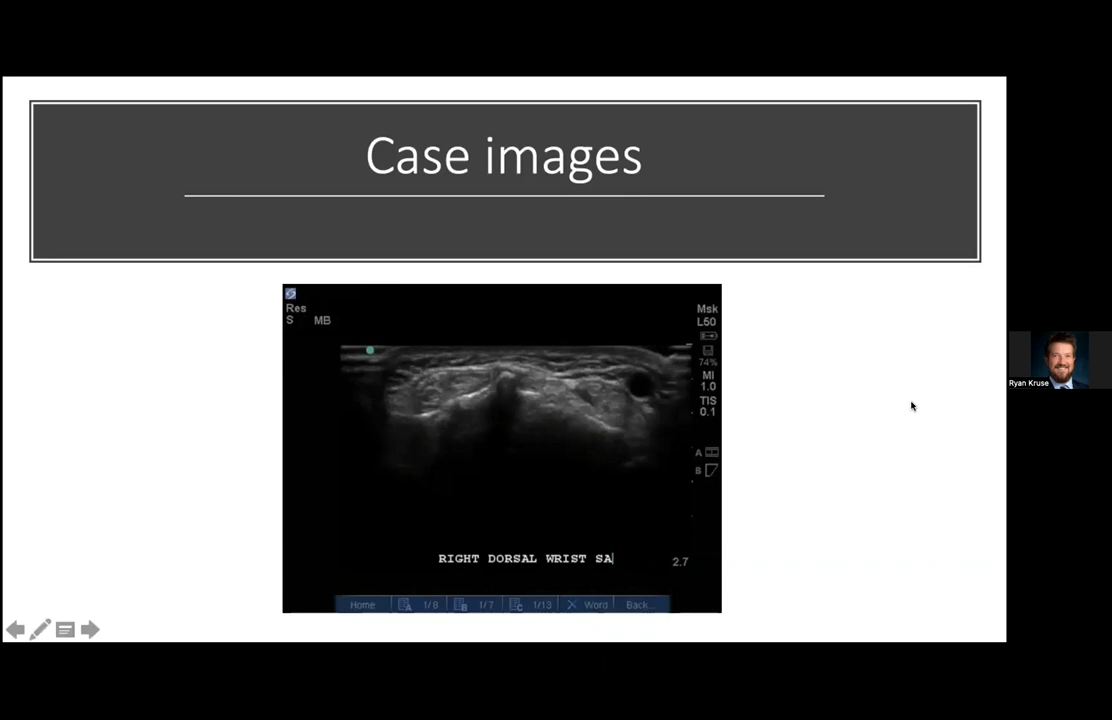 Case images
Res
S MB
Msk
L50
74%
MI
1.0
TIS
0.1
A
B
RIGHT DORSAL WRIST SA
2.7
Home A 1/8 B 1/7 C 1/13 Word Back...
Ryan Kruse